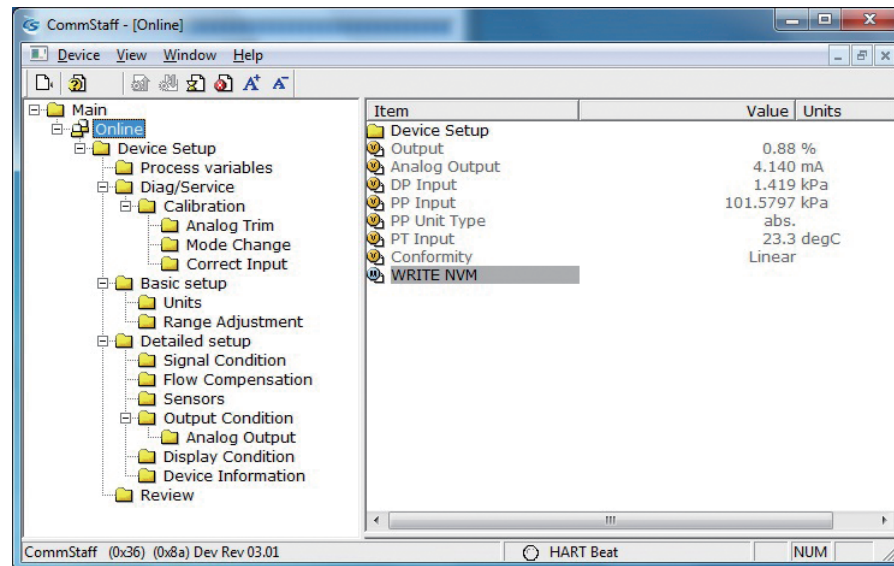 CommStaff - [Online]
Device View Window Help
Main
Online
Device Setup
Process variables
Diag/Service
Calibration
Analog Trim
Mode Change
Correct Input
Basic setup
Units
Range Adjustment
Detailed setup
Signal Condition
Flow Compensation
Sensors
Output Condition
Analog Output
Display Condition
Device Information
Review
Item Value Units
Device Setup
Output 0.88 %
Analog Output 4.140 mA
DP Input 1.419 kPa
PP Input 101.5797 kPa
PP Unit Type abs.
PT Input 23.3 degC
Conformity Linear
WRITE NVM
CommStaff (0x36) (0x8a) Dev Rev 03.01 HART Beat NUM